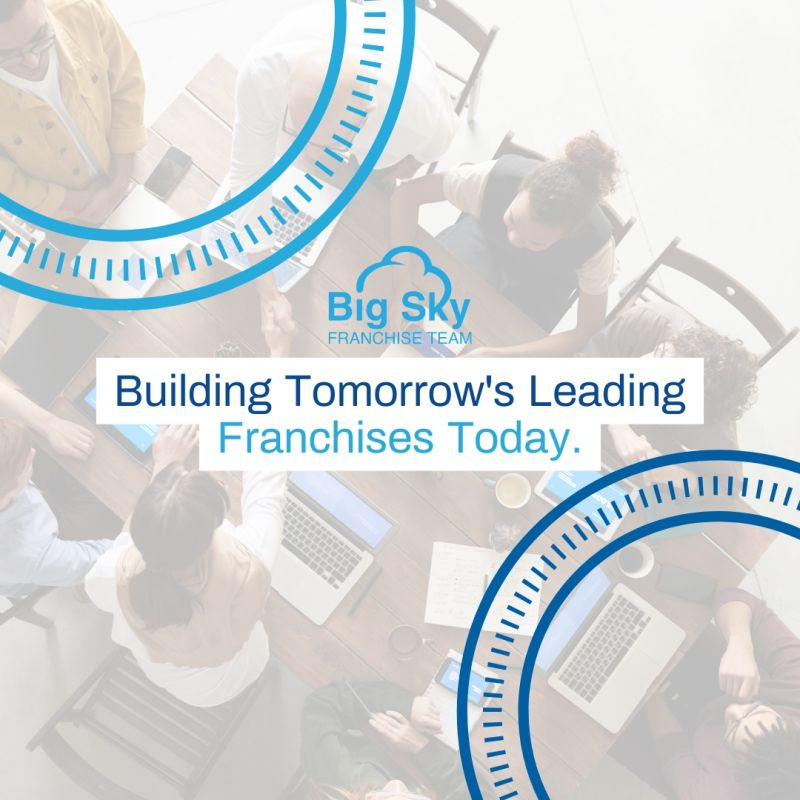 Big Sky
FRANCHISE TEAM
Building Tomorrow's Leading
Franchises Today.